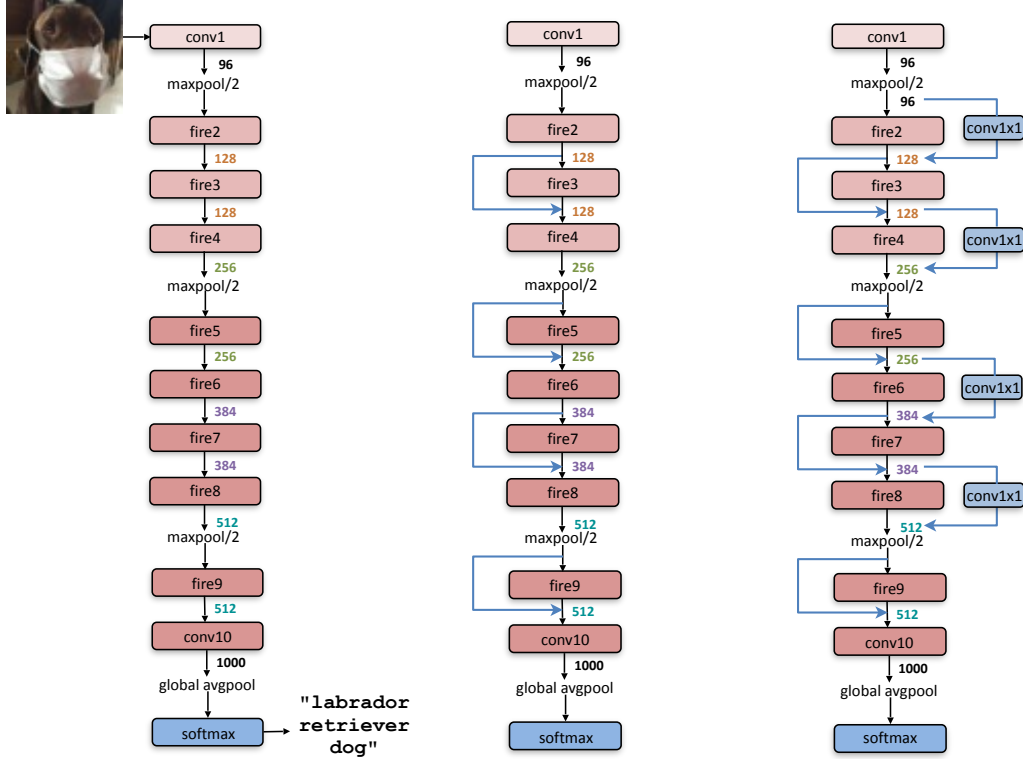 conv1
96
maxpool/2
fire2
128
fire3
128
fire4
256
maxpool/2
fire5
256
fire6
384
fire7
384
fire8
512
maxpool/2
fire9
512
conv10
1000
global avgpool
softmax
"labrador
retriever
dog"
conv1
96
maxpool/2
fire2
128
fire3
128
fire4
256
maxpool/2
fire5
256
fire6
384
fire7
384
fire8
512
maxpool/2
fire9
512
conv10
1000
global avgpool
softmax
conv1
96
maxpool/2
96
conv1x1
fire2
128
fire3
128
fire4
conv1x1
256
maxpool/2
fire5
256
fire6
conv1x1
384
fire7
384
fire8
conv1x1
512
maxpool/2
fire9
512
conv10
1000
global avgpool
softmax